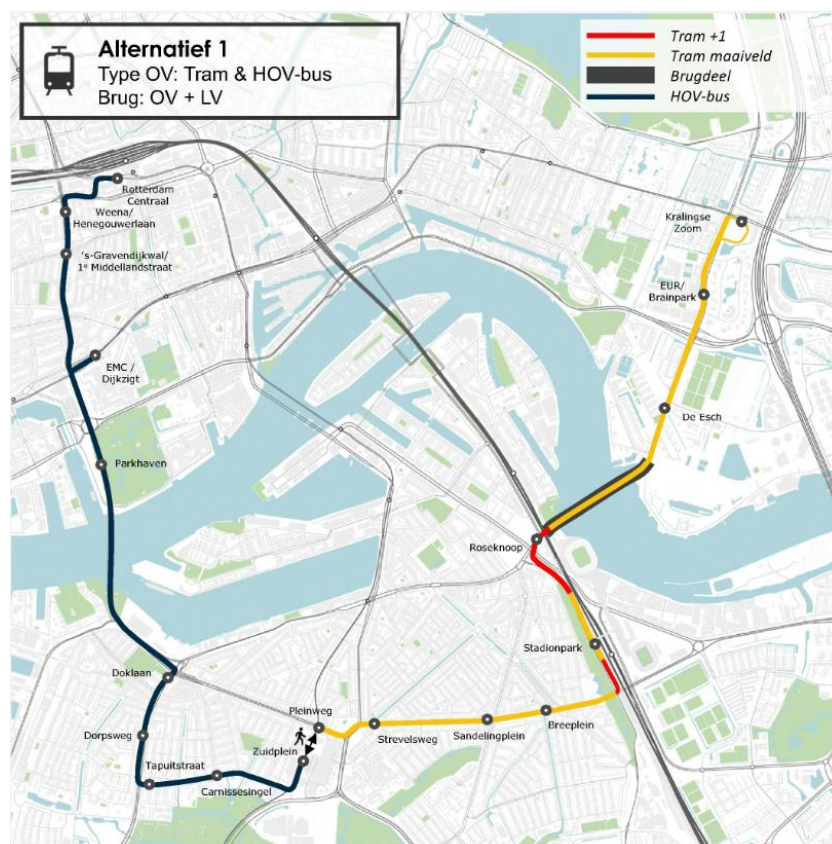 Alternatief 1
Type OV: Tram & HOV-bus
Brug: OV + LV
Tram +1
Tram maaiveld
Brugdeel
HOV-bus
Rotterdam
Centraal
Weena/
Henegouwerlaan
's-Gravendijkwal/
1e Middellandstraat
EMC /
Dijkzigt
Parkhaven
Kralingse
Zoom
EUR/
Brainpark
De Esch
Roseknoop
Stadionpark
Doklaan
Pleinweg
Strevelsweg
Sandelingplein
Breeplein
Dorpsweg
Zuidplein
Tapuitstraat
Carnissesingel